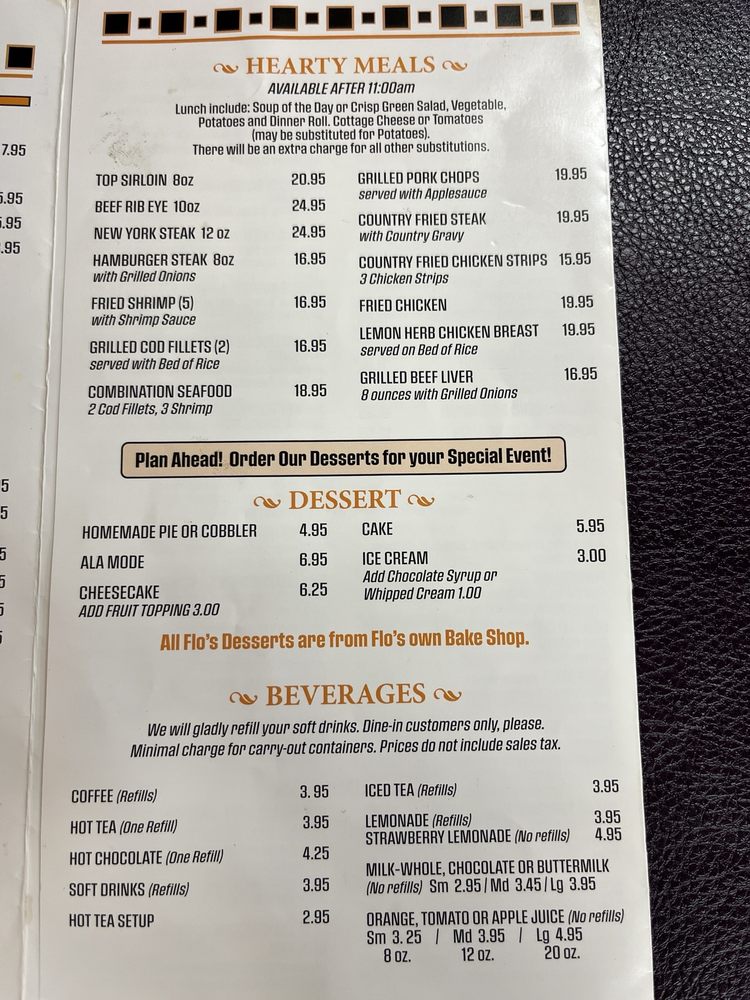 HEARTY MEALS
AVAILABLE AFTER 11:00am
Lunch include: Soup of the Day or Crisp Green Salad, Vegetable,
Potatoes and Dinner Roll. Cottage Cheese or Tomatoes
(may be substituted for Potatoes).
There will be an extra charge for all other substitutions.
TOP SIRLOIN 8oz 20.95
BEEF RIB EYE 10oz 24.95
NEW YORK STEAK 12 oz 24.95
HAMBURGER STEAK 8oz 16.95
with Grilled Onions
FRIED SHRIMP (5) 16.95
with Shrimp Sauce
GRILLED COD FILLETS (2) 16.95
served with Bed of Rice
COMBINATION SEAFOOD 18.95
2 Cod Fillets, 3 Shrimp
GRILLED PORK CHOPS 19.95
served with Applesauce
COUNTRY FRIED STEAK 19.95
with Country Gravy
COUNTRY FRIED CHICKEN STRIPS 15.95
3 Chicken Strips
FRIED CHICKEN 19.95
LEMON HERB CHICKEN BREAST 19.95
served on Bed of Rice
GRILLED BEEF LIVER 16.95
8 ounces with Grilled Onions
Plan Ahead! Order Our Desserts for your Special Event!
DESSERT
HOMEMADE PIE OR COBBLER 4.95
ALA MODE 6.95
CHEESECAKE 6.25
ADD FRUIT TOPPING 3.00
CAKE 5.95
ICE CREAM 3.00
Add Chocolate Syrup or
Whipped Cream 1.00
All Flo's Desserts are from Flo's own Bake Shop.
BEVERAGES
We will gladly refill your soft drinks. Dine-in customers only, please.
Minimal charge for carry-out containers. Prices do not include sales tax.
COFFEE (Refills) 3.95
HOT TEA (One Refill) 3.95
HOT CHOCOLATE (One Refill) 4.25
SOFT DRINKS (Refills) 3.95
HOT TEA SETUP 2.95
ICED TEA (Refills) 3.95
LEMONADE (Refills) 3.95
STRAWBERRY LEMONADE (No refills) 4.95
MILK-WHOLE, CHOCOLATE OR BUTTERMILK
(No refills) Sm 2.95 / Md 3.45 / Lg 3.95
ORANGE, TOMATO OR APPLE JUICE (No refills)
Sm 3.25 / Md 3.95 / Lg 4.95
8 oz. 12 oz. 20 oz.